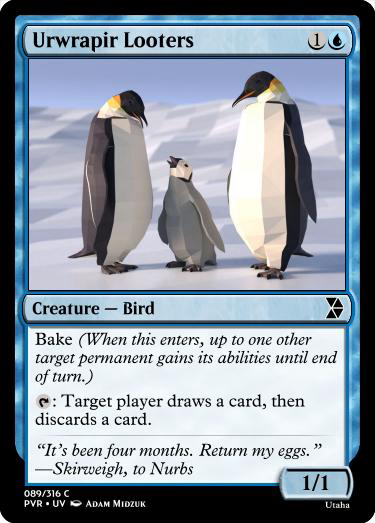 Urwrapir Looters
1
Creature — Bird
Bake (When this enters, up to one other
target permanent gains its abilities until end
of turn.)
: Target player draws a card, then
discards a card.
“It’s been four months. Return my eggs.”
—Skirweigh, to Nurbs
1/1
089/316 C
PVR • UV Adam Midzuk
Utaha